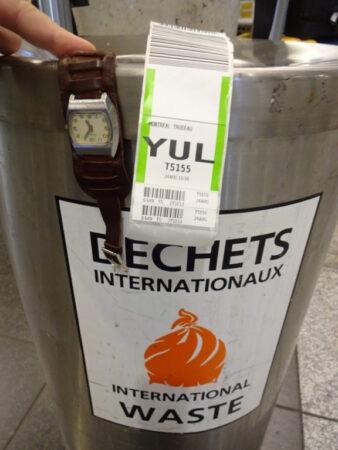 MONTREAL TRUDEAU
YUL
TS155
DECHETS
INTERNATIONAUX
INTERNATIONAL
WASTE